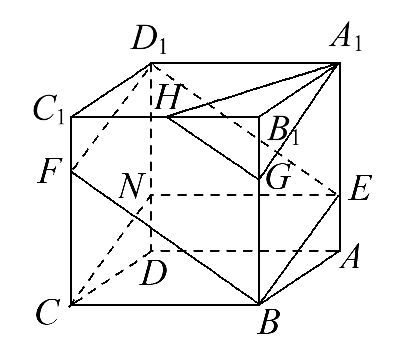 D₁ A₁
C₁ H B₁
F N G E
D A
C B